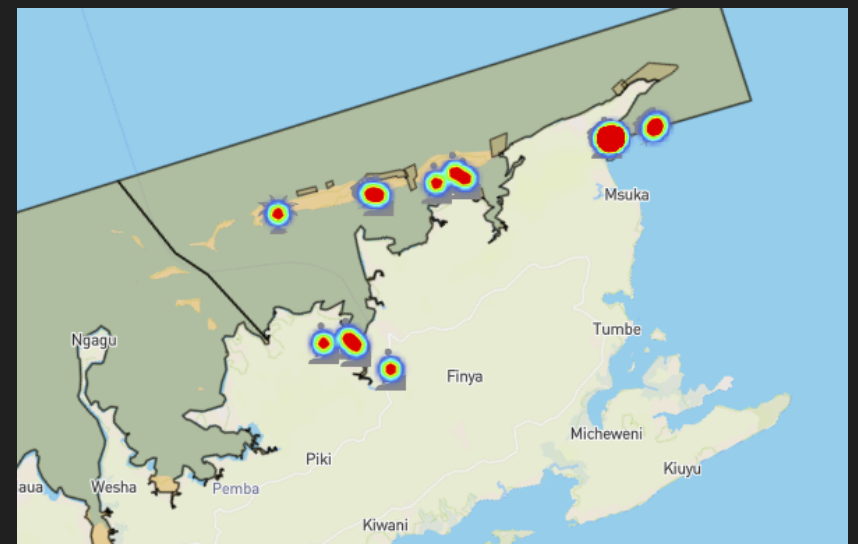 Msuka
Tumbe
Ngagu
Finya
Micheweni
Piki
Kiuyu
aua
Wesha
Pemba
Kiwani